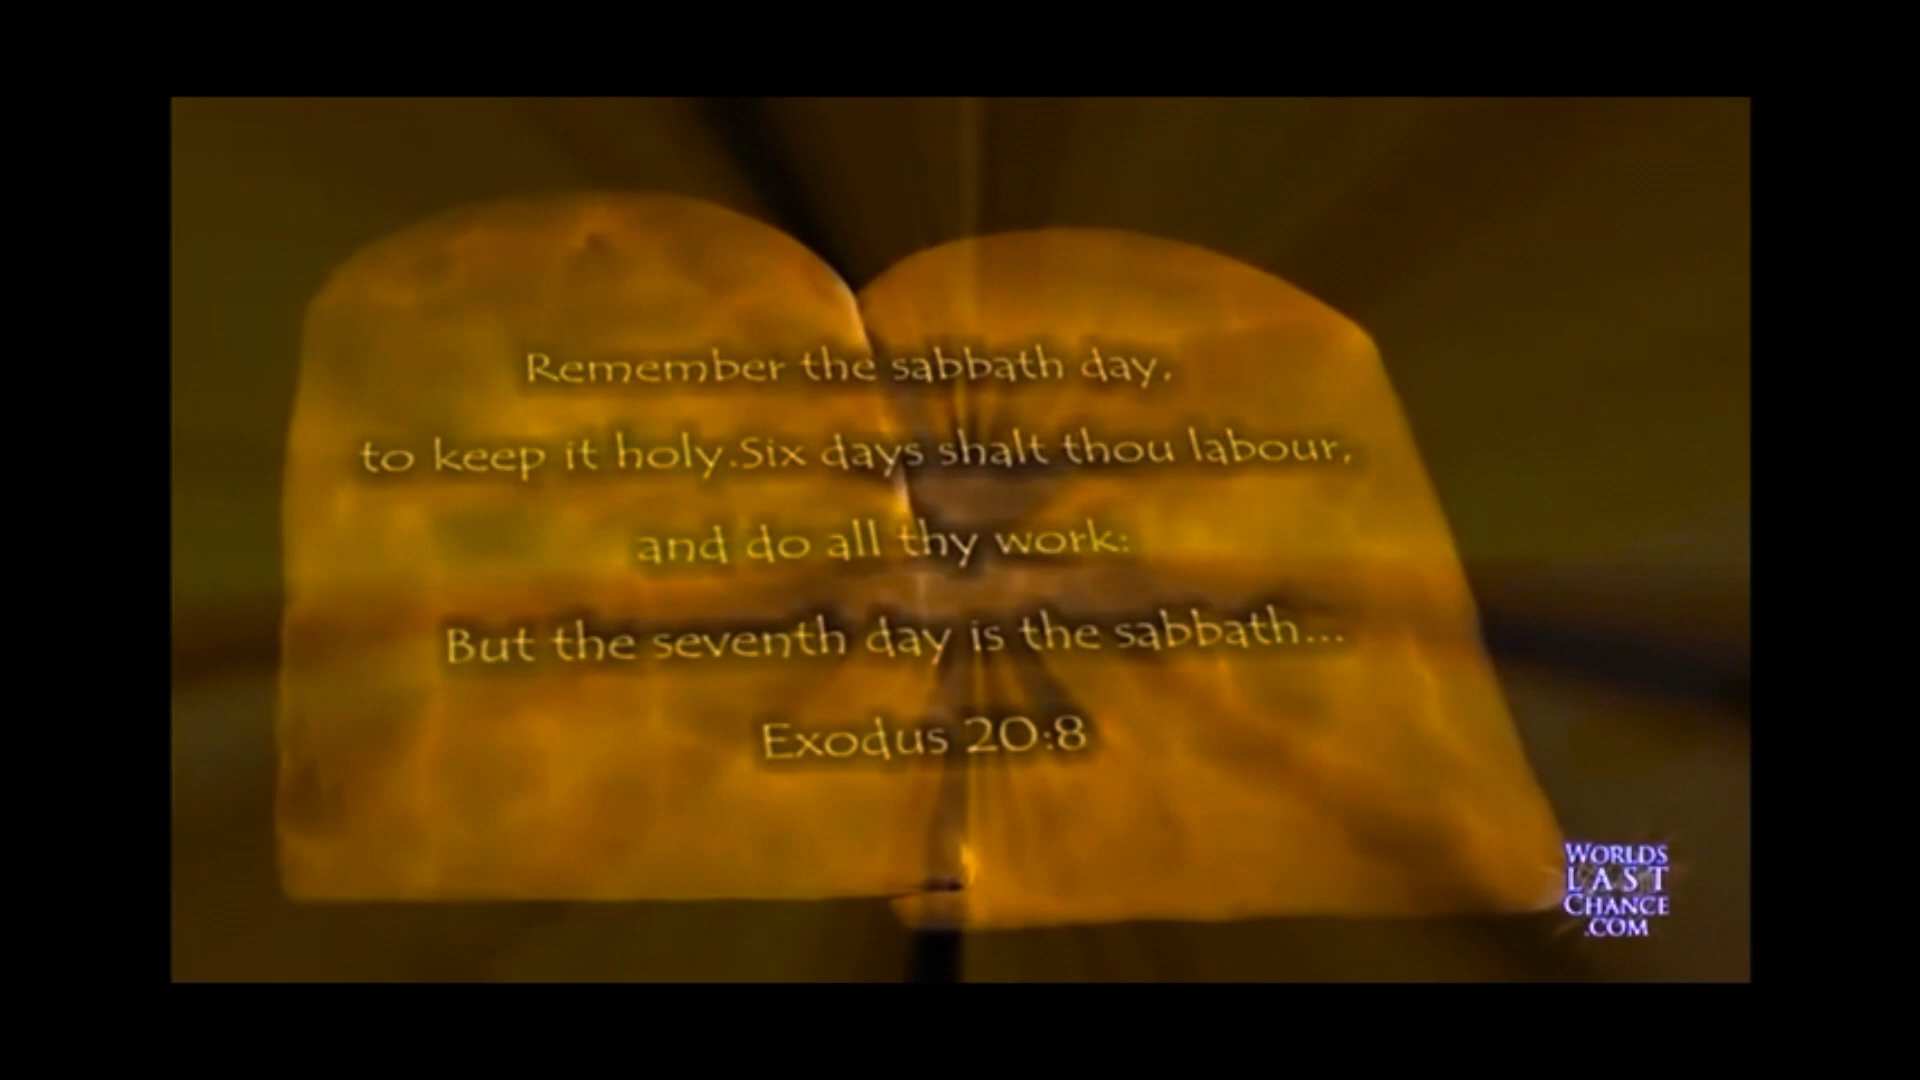 Remember the sabbath day,
to keep it holy.Six days shalt thou labour,
and do all thy work:
But the seventh day is the sabbath...
Exodus 20:8
WORLDS
LAST
CHANCE
.COM